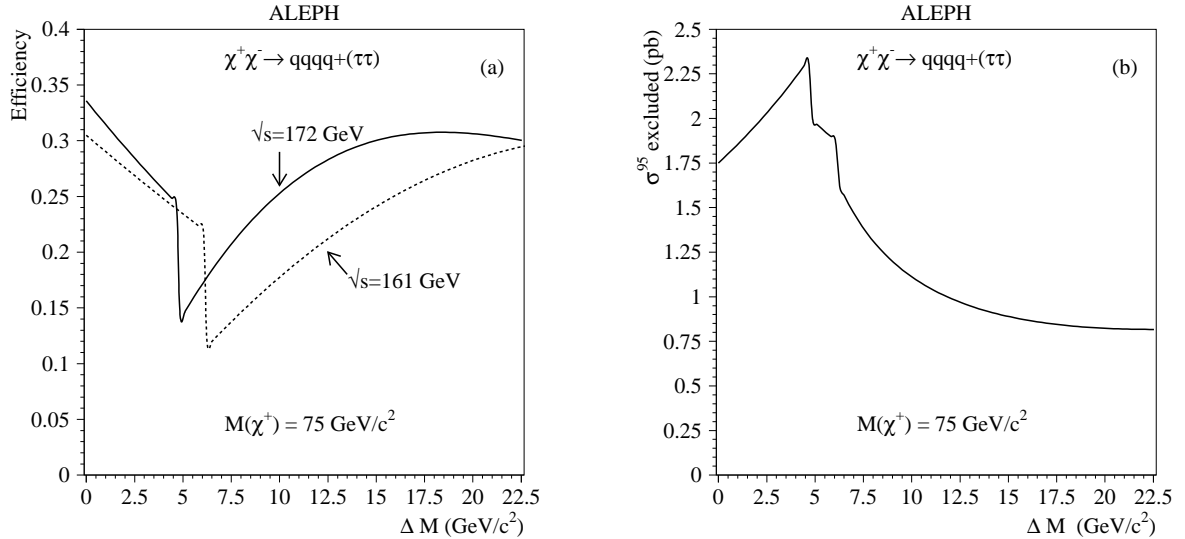 ALEPH
Efficiency
χ⁺χ⁻→ qqqq+(ττ)
(a)
√s=172 GeV
√s=161 GeV
M(χ⁺) = 75 GeV/c²
0.4
0.35
0.3
0.25
0.2
0.15
0.1
0.05
0
0 2.5 5 7.5 10 12.5 15 17.5 20 22.5
Δ M (GeV/c²)
ALEPH
σ⁹⁵ excluded (pb)
χ⁺χ⁻→ qqqq+(ττ)
(b)
M(χ⁺) = 75 GeV/c²
2.5
2.25
2
1.75
1.5
1.25
1
0.75
0.5
0.25
0
0 2.5 5 7.5 10 12.5 15 17.5 20 22.5
Δ M (GeV/c²)